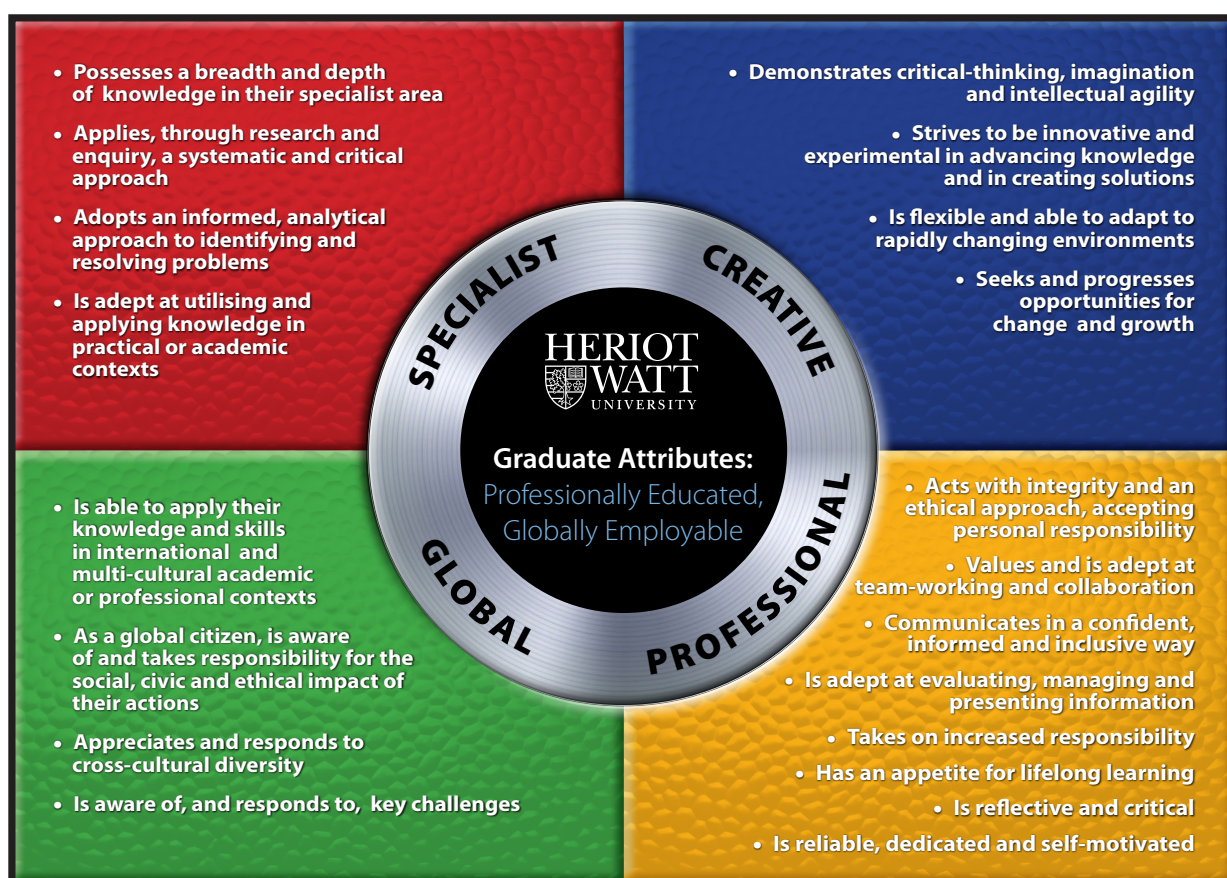 • Possesses a breadth and depth
of knowledge in their specialist area
• Applies, through research and
enquiry, a systematic and critical
approach
• Adopts an informed, analytical
approach to identifying and
resolving problems
• Is adept at utilising and
applying knowledge in
practical or academic
contexts
• Demonstrates critical-thinking, imagination
and intellectual agility
• Strives to be innovative and
experimental in advancing knowledge
and in creating solutions
• Is flexible and able to adapt to
rapidly changing environments
• Seeks and progresses
opportunities for
change and growth
SPECIALIST
CREATIVE
HERIOT
WATT
UNIVERSITY
Graduate Attributes:
Professionally Educated,
Globally Employable
GLOBAL
PROFESSIONAL
• Is able to apply their
knowledge and skills
in international and
multi-cultural academic
or professional contexts
• As a global citizen, is aware
of and takes responsibility for the
social, civic and ethical impact of
their actions
• Appreciates and responds to
cross-cultural diversity
• Is aware of, and responds to, key challenges
• Acts with integrity and an
ethical approach, accepting
personal responsibility
• Values and is adept at
team-working and collaboration
• Communicates in a confident,
informed and inclusive way
• Is adept at evaluating, managing and
presenting information
• Takes on increased responsibility
• Has an appetite for lifelong learning
• Is reflective and critical
• Is reliable, dedicated and self-motivated